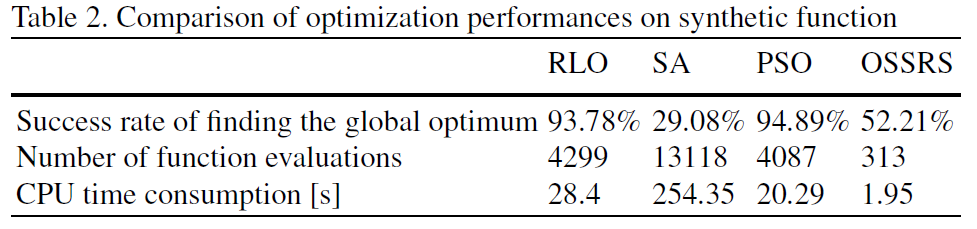 Table 2. Comparison of optimization performances on synthetic function
RLO SA PSO OSSRS
Success rate of finding the global optimum 93.78% 29.08% 94.89% 52.21%
Number of function evaluations 4299 13118 4087 313
CPU time consumption [s] 28.4 254.35 20.29 1.95